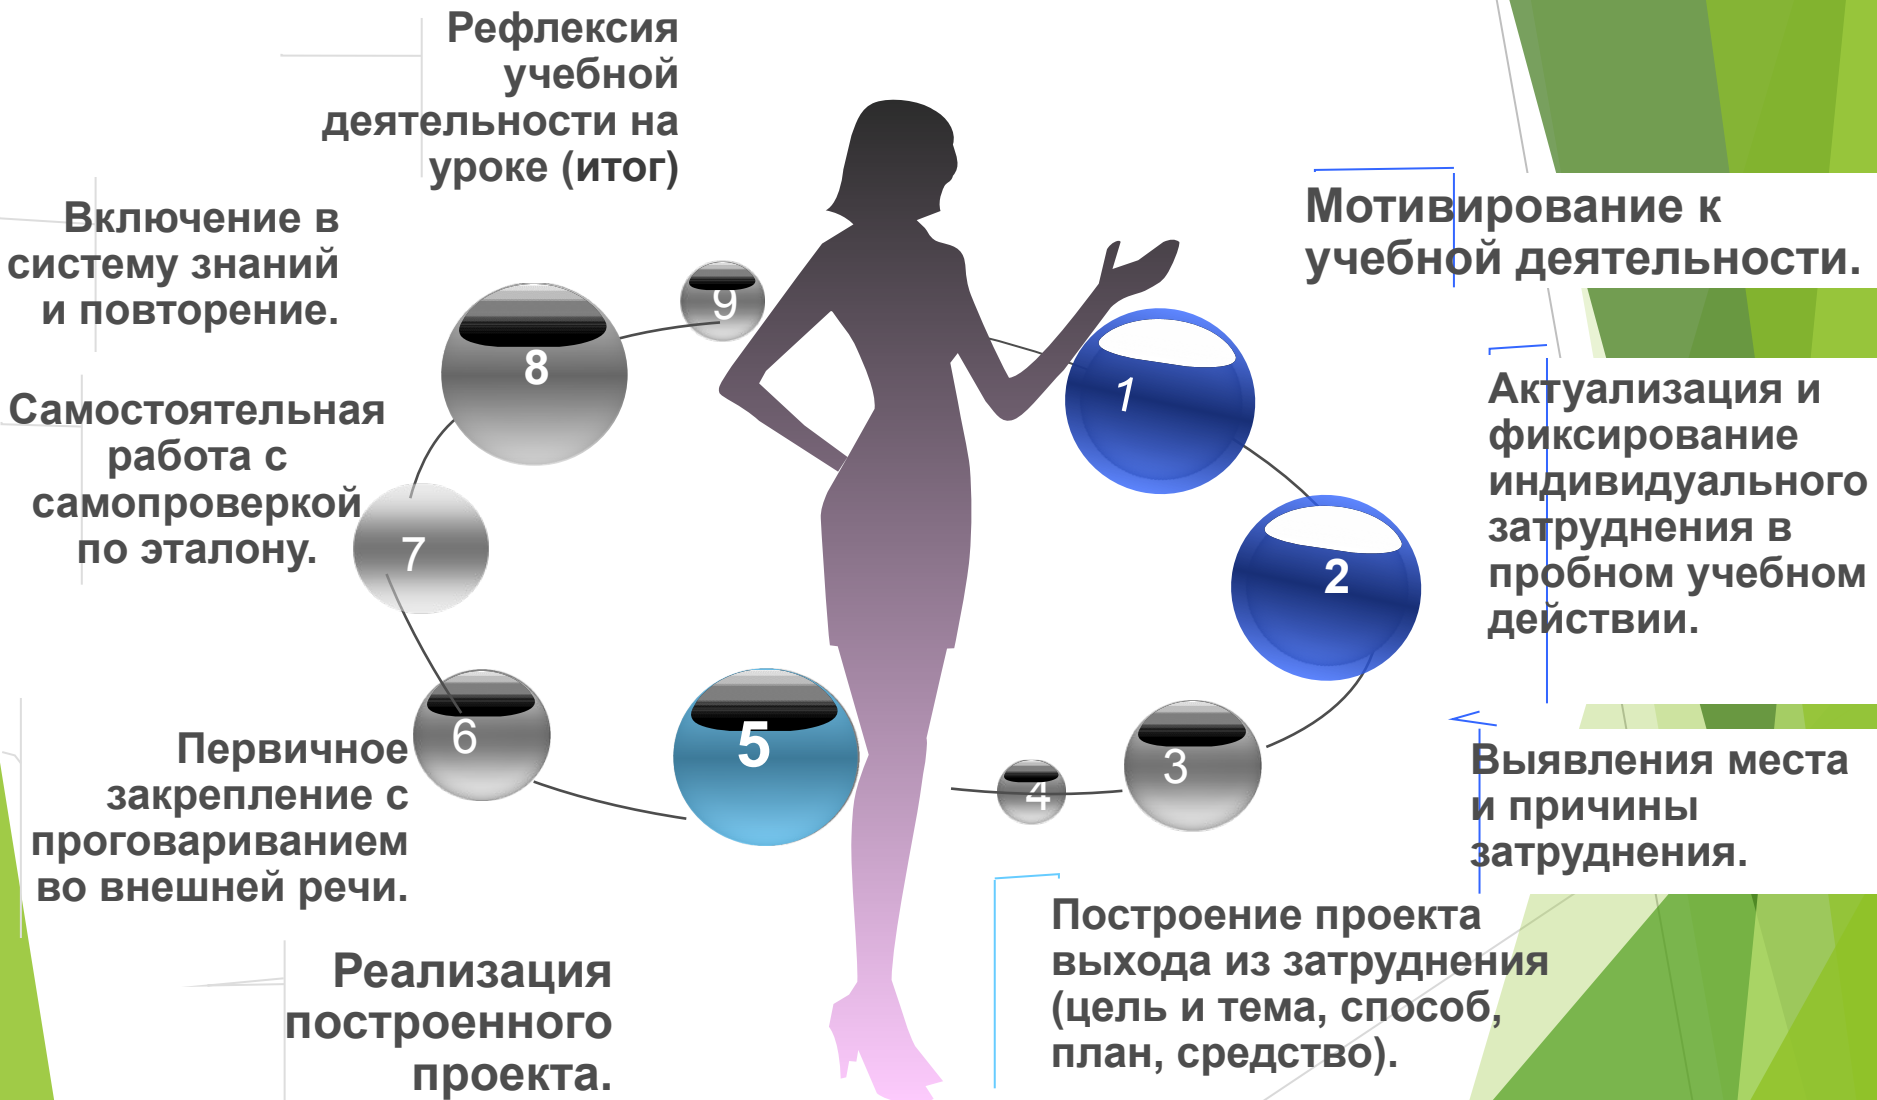 Рефлексия
учебной
деятельности на
уроке (итог)
Мотивирование к
учебной деятельности.
Включение в
систему знаний
и повторение.
Актуализация и
фиксирование
индивидуального
затруднения в
пробном учебном
действии.
Самостоятельная
работа с
самопроверкой
по эталону.
9
8
1
7
2
6
5
4
3
Первичное
закрепление с
проговариванием
во внешней речи.
Выявления места
и причины
затруднения.
Построение проекта
выхода из затруднения
(цель и тема, способ,
план, средство).
Реализация
построенного
проекта.